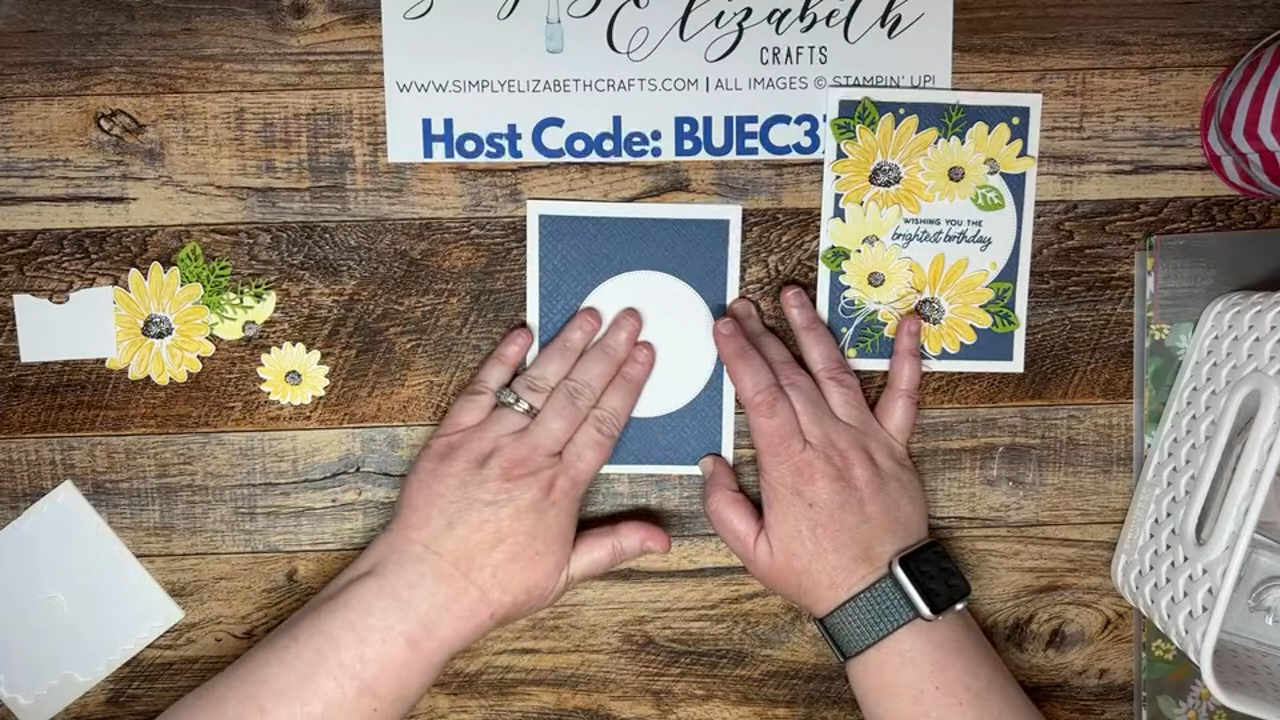 Elizabeth
CRAFTS
WWW.SIMPLYELIZABETHCRAFTS.COM | ALL IMAGES © STAMPIN' UP!
Host Code: BUEC3
WISHING YOU THE
brightest birthday